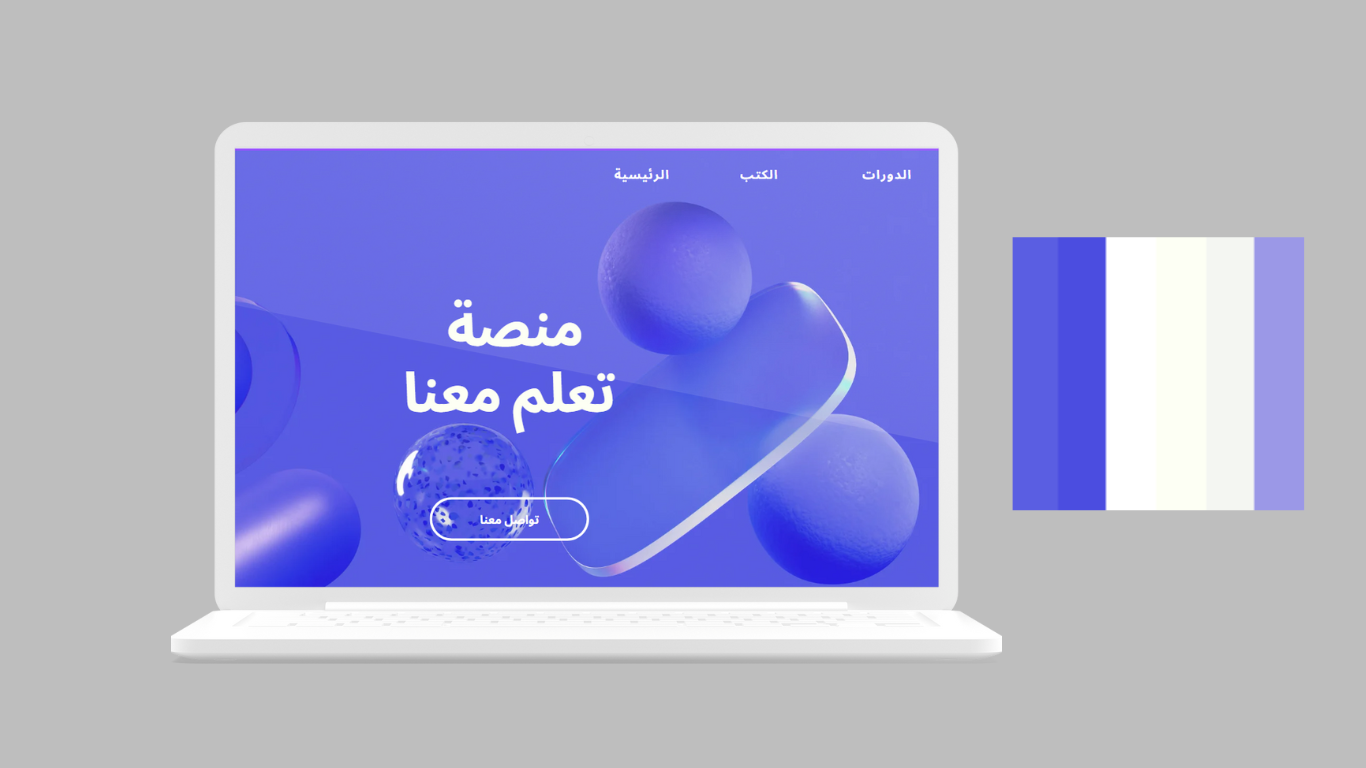 الدورات الكتب الرئيسية
منصة
تعلم معنا
تواصل معنا